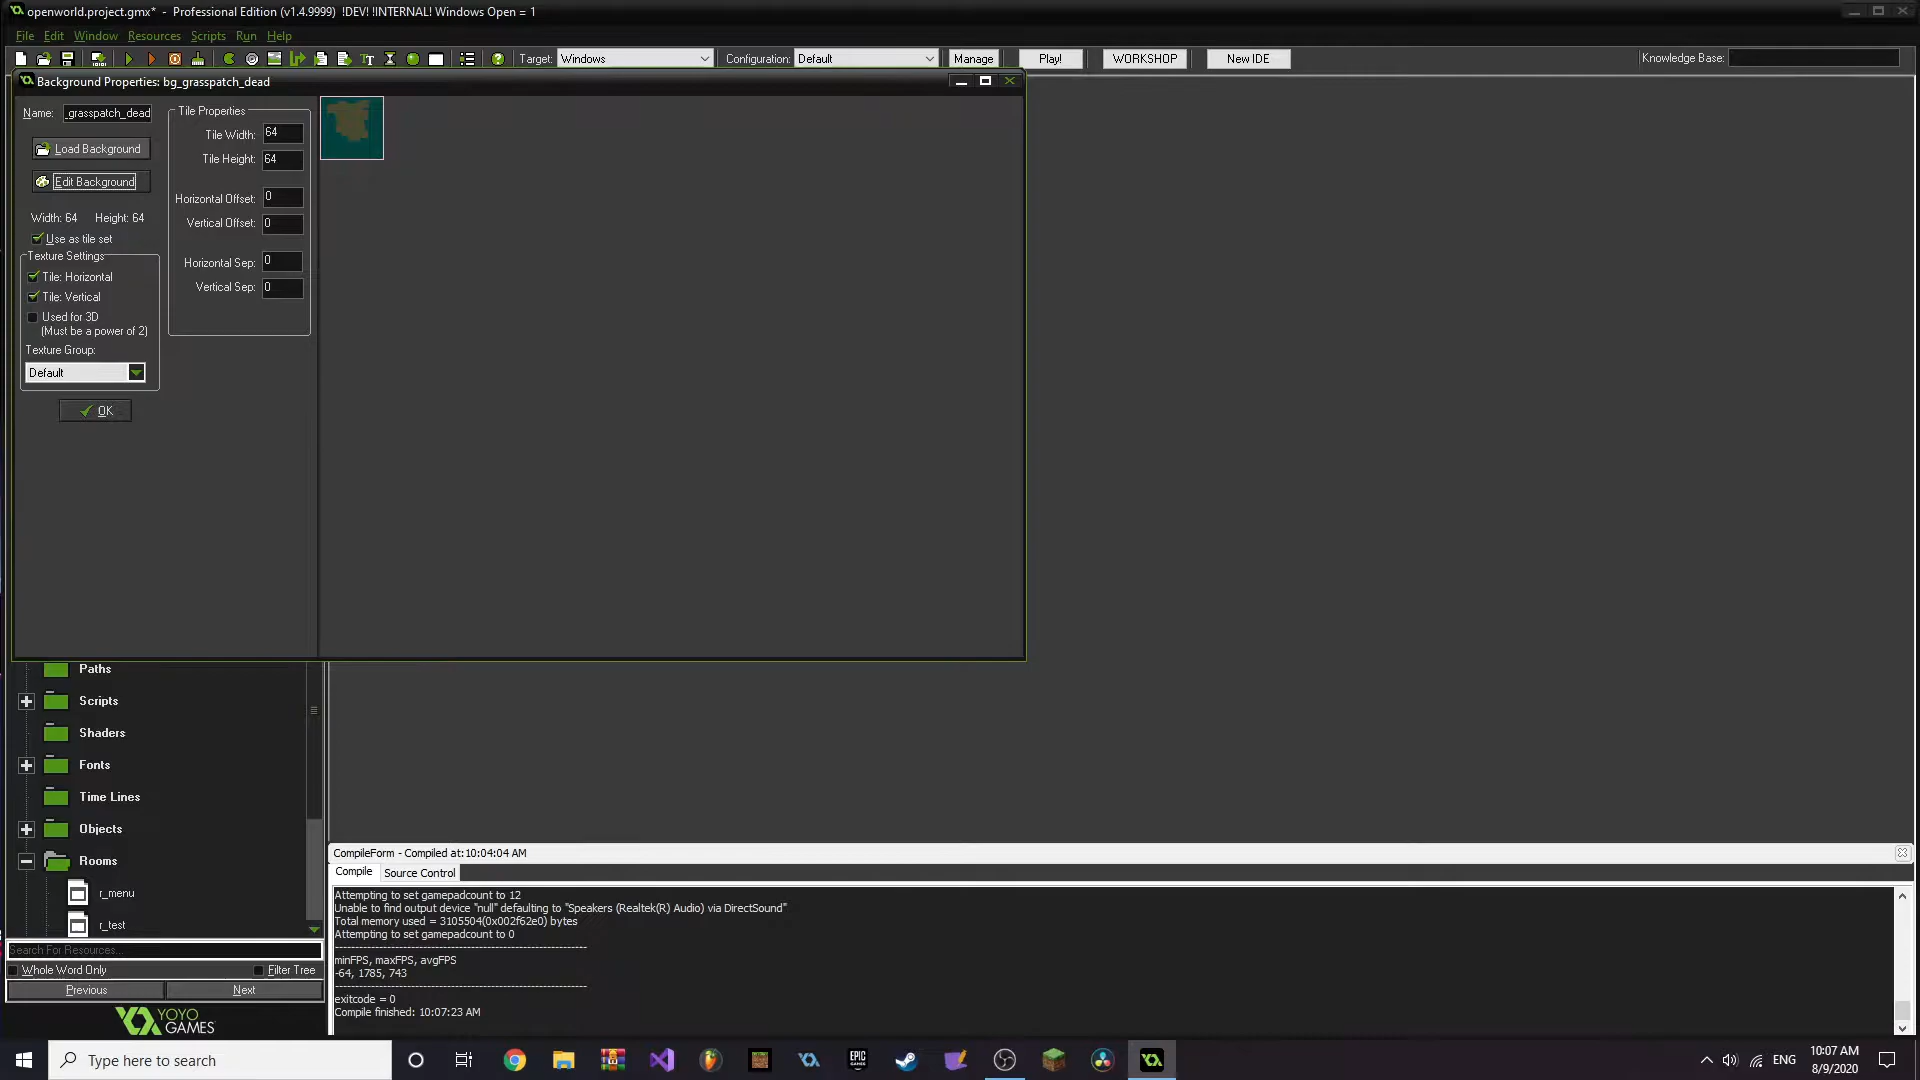 openworld.project.gmx* - Professional Edition (v1.4.9999) !DEV! !INTERNAL! Windows Open = 1
File Edit Window Resources Scripts Run Help
Target: Windows Configuration: Default Manage Play! WORKSHOP New IDE Knowledge Base:
Background Properties: bg_grasspatch_dead
Name: _grasspatch_dead
Load Background
Edit Background
Width: 64 Height: 64
Use as tile set
Texture Settings
Tile: Horizontal
Tile: Vertical
Used for 3D
(Must be a power of 2)
Texture Group:
Default
OK
Tile Properties
Tile Width: 64
Tile Height: 64
Horizontal Offset: 0
Vertical Offset: 0
Horizontal Sep: 0
Vertical Sep: 0
Paths
Scripts
Shaders
Fonts
Time Lines
Objects
Rooms
r_menu
r_test
Search For Resources...
Whole Word Only Filter Tree
Previous Next
YOYO
GAMES
CompileForm - Compiled at:10:04:04 AM
Compile Source Control
Attempting to set gamepadcount to 12
Unable to find output device "null" defaulting to "Speakers (Realtek(R) Audio) via DirectSound"
Total memory used = 3105504(0x002f62e0) bytes
Attempting to set gamepadcount to 0
------------------------------------------------------------
minFPS, maxFPS, avgFPS
-64, 1785, 743
------------------------------------------------------------
exitcode = 0
Compile finished: 10:07:23 AM
Type here to search
EPIC
GAMES
ENG
10:07 AM
8/9/2020